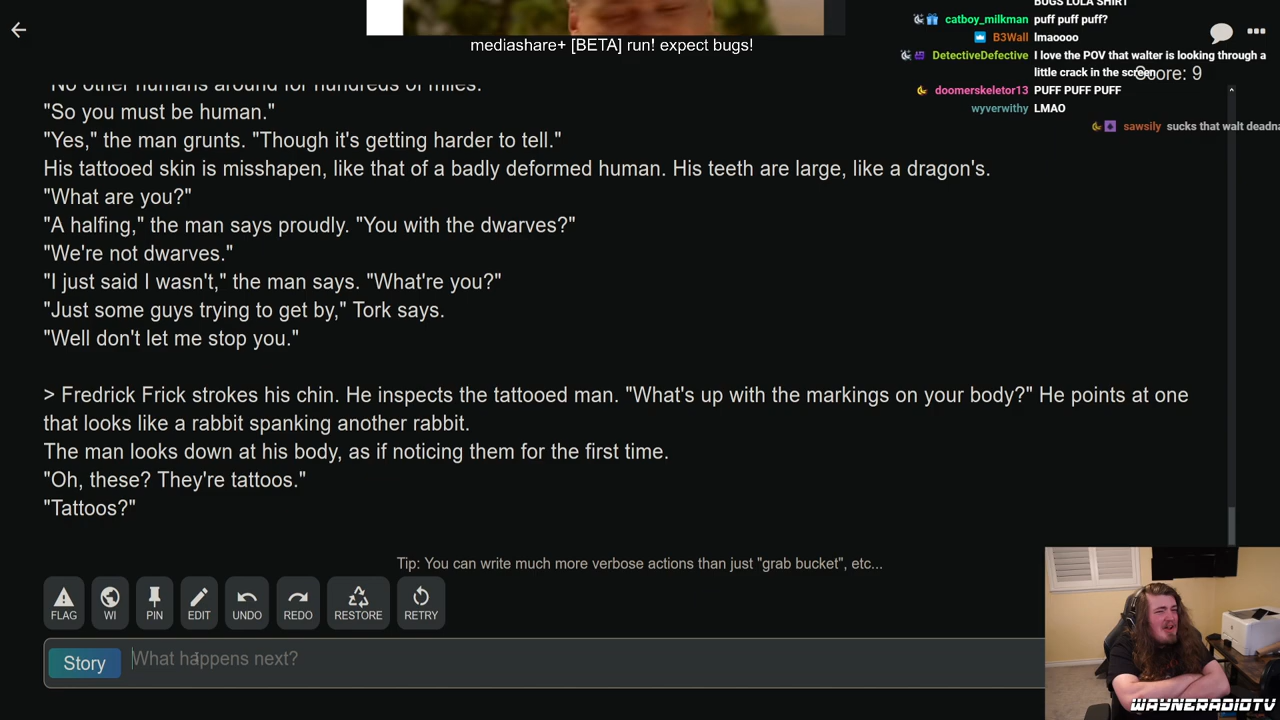 mediashare+ [BETA] run! expect bugs!
BUGS LOLA SHIRT
catboy_milkman puff puff puff?
B3Wall lmaoooo
DetectiveDefective I love the POV that walter is looking through a
little crack in the screen
Score: 9
doomerskeletor13 PUFF PUFF PUFF
wyverwithy LMAO
sawsily sucks that walt deadna
"No other humans around for hundreds of miles.
"So you must be human."
"Yes," the man grunts. "Though it's getting harder to tell."
His tattooed skin is misshapen, like that of a badly deformed human. His teeth are large, like a dragon's.
"What are you?"
"A halfing," the man says proudly. "You with the dwarves?"
"We're not dwarves."
"I just said I wasn't," the man says. "What're you?"
"Just some guys trying to get by," Tork says.
"Well don't let me stop you."
> Fredrick Frick strokes his chin. He inspects the tattooed man. "What's up with the markings on your body?" He points at one
that looks like a rabbit spanking another rabbit.
The man looks down at his body, as if noticing them for the first time.
"Oh, these? They're tattoos."
"Tattoos?"
Tip: You can write much more verbose actions than just "grab bucket", etc...
FLAG WI PIN EDIT UNDO REDO RESTORE RETRY
Story What happens next?
WAYNERADIOTV